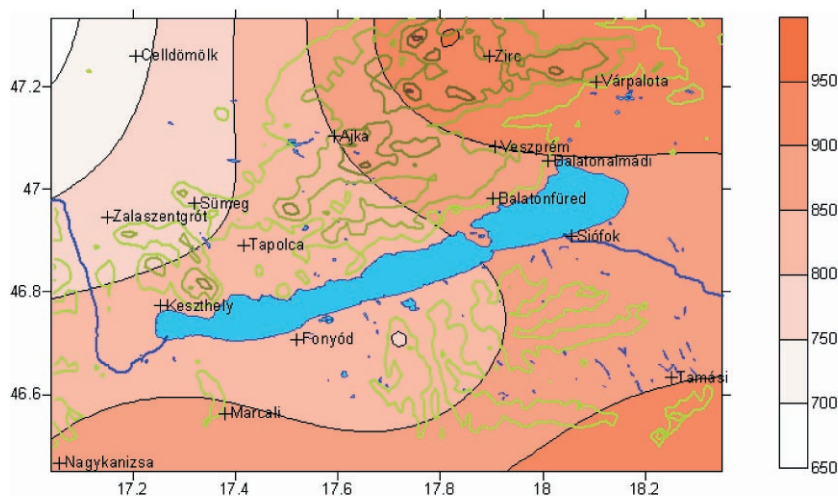 47.2
47
46.8
46.6
17.2
17.4
17.6
17.8
18
18.2
Celldömölk
Zirc
Várpalota
Ajka
Veszprém
Balatonalmádi
Sümeg
Zalaszentgrót
Balatonfüred
Tapolca
Siófok
Keszthely
Fonyód
Tamási
Marcali
Nagykanizsa
950
900
850
800
750
700
650